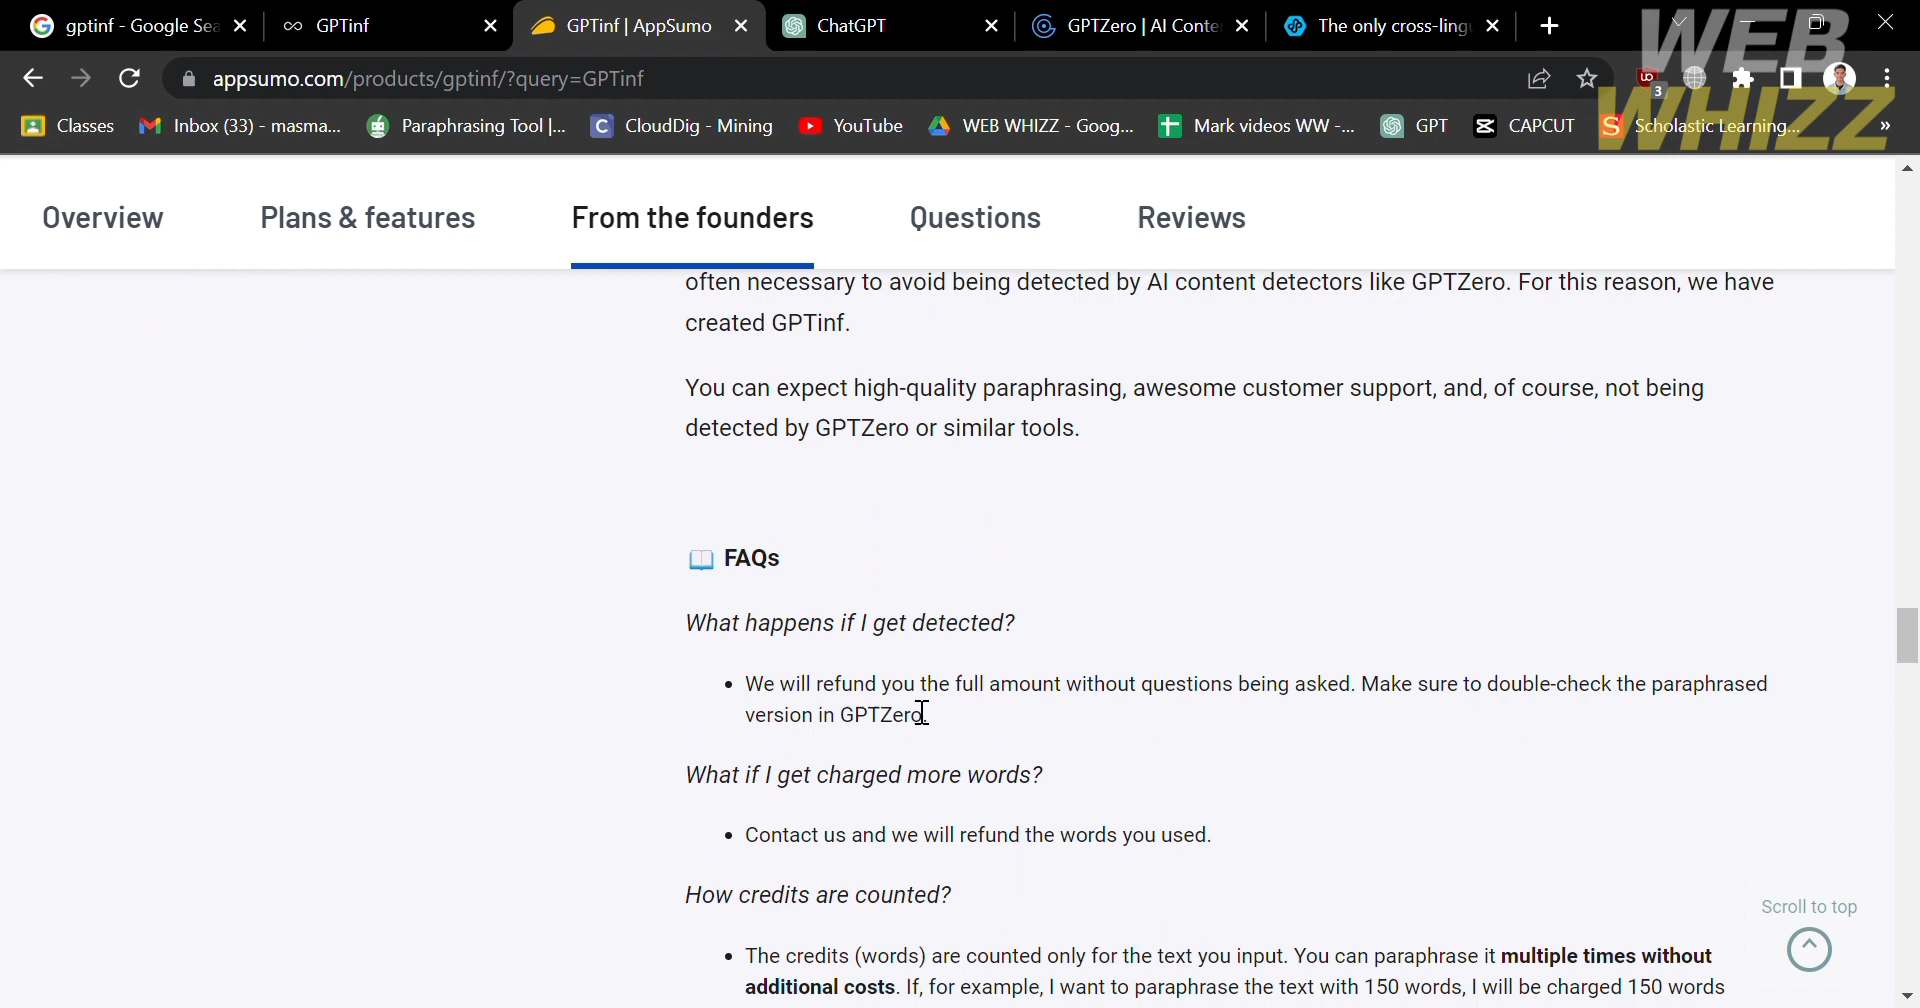 gptinf - Google Sea
GPTinf
GPTinf | AppSumo
ChatGPT
GPTZero | AI Conte
The only cross-ling
WEB
WHIZZ
appsumo.com/products/gptinf/?query=GPTinf
3
Classes
Inbox (33) - masma...
Paraphrasing Tool |...
CloudDig - Mining
YouTube
WEB WHIZZ - Goog...
Mark videos WW -...
GPT
CAPCUT
Scholastic Learning...
Overview
Plans & features
From the founders
Questions
Reviews
often necessary to avoid being detected by AI content detectors like GPTZero. For this reason, we have
created GPTinf.
You can expect high-quality paraphrasing, awesome customer support, and, of course, not being
detected by GPTZero or similar tools.
📖 FAQs
What happens if I get detected?
• We will refund you the full amount without questions being asked. Make sure to double-check the paraphrased
version in GPTZero.
What if I get charged more words?
• Contact us and we will refund the words you used.
How credits are counted?
• The credits (words) are counted only for the text you input. You can paraphrase it multiple times without
additional costs. If, for example, I want to paraphrase the text with 150 words, I will be charged 150 words
Scroll to top